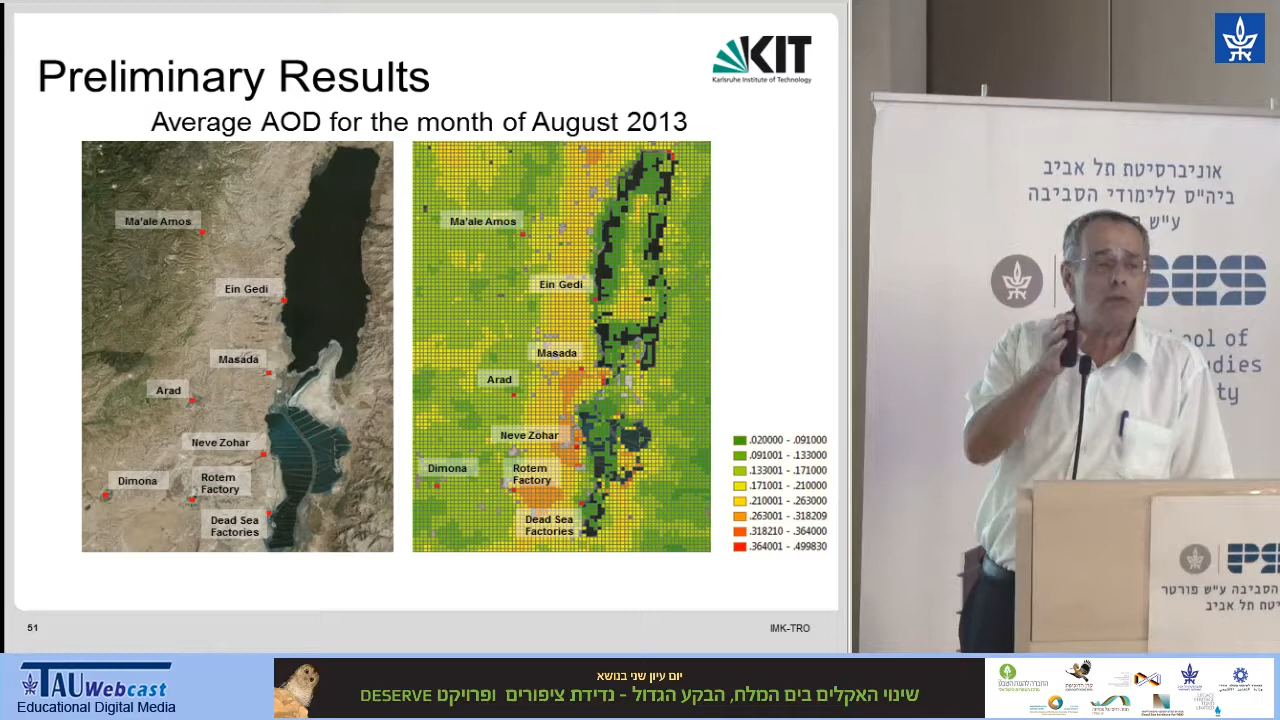 Preliminary Results
KIT
Karlsruhe Institute of Technology
Average AOD for the month of August 2013
Ma'ale Amos
Ein Gedi
Masada
Arad
Neve Zohar
Dimona
Rotem
Factory
Dead Sea
Factories
Ma'ale Amos
Ein Gedi
Masada
Arad
Neve Zohar
Dimona
Rotem
Factory
Dead Sea
Factories
.020000 - .091000
.091001 - .133000
.133001 - .171000
.171001 - .210000
.210001 - .263000
.263001 - .318209
.318210 - .364000
.364001 - .499830
51
IMK-TRO
אוניברסיטת תל אביב
ביה"ס ללימודי הסביבה
ע"ש
ool of
udies
ty
הסביבה ע"ש פורטר
טת תל אביב
TAU Webcast
Educational Digital Media
יום עיון שני בנושא
שינוי האקלים בים המלח, הבקע הגדול - נדידת ציפורים ופרויקט DESERVE